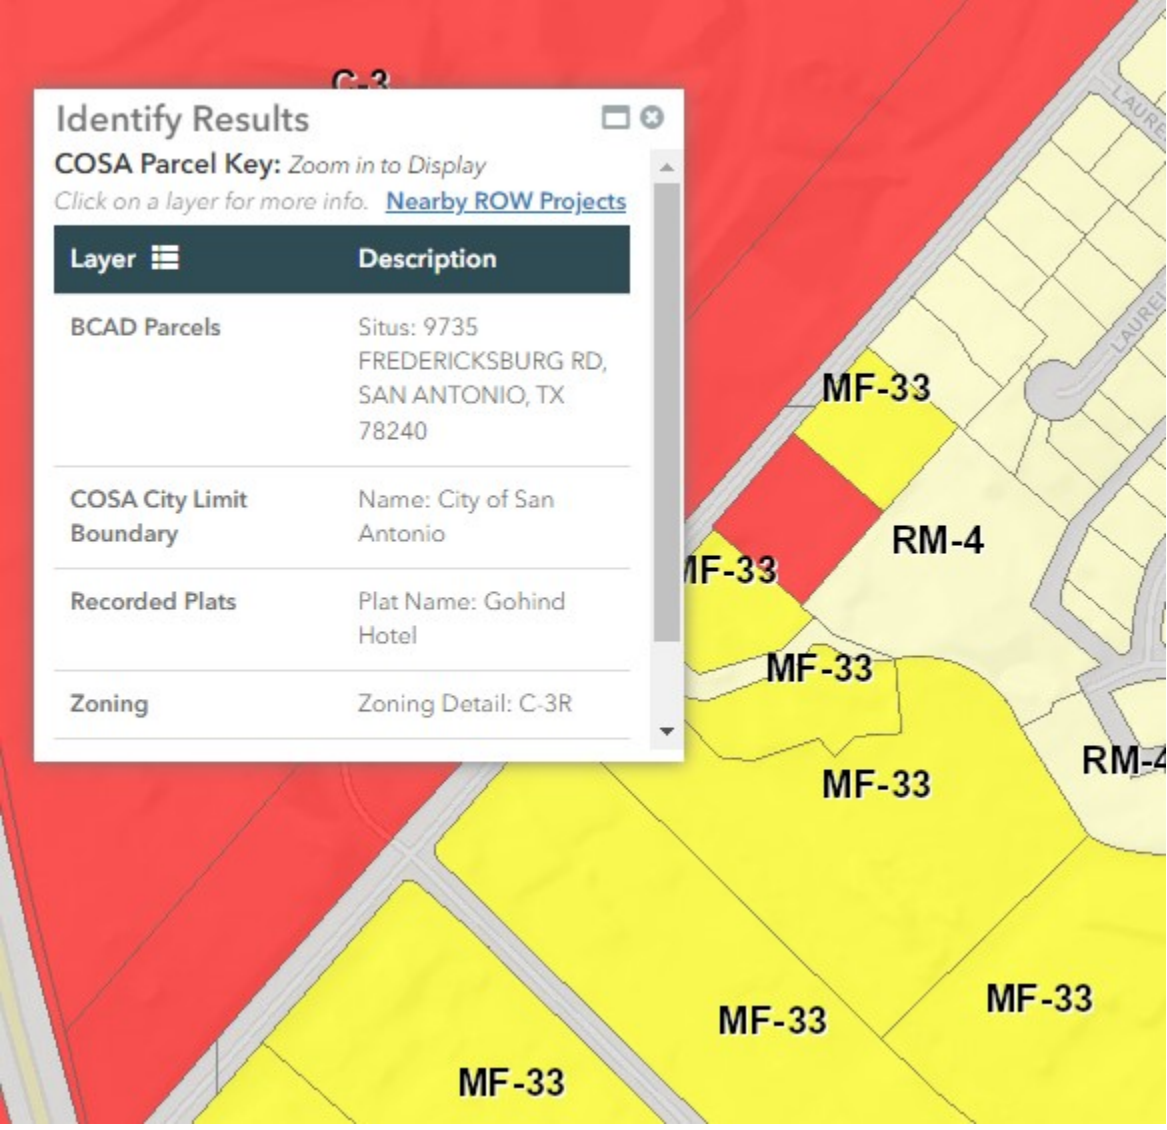 C-3
Identify Results
COSA Parcel Key: Zoom in to Display
Click on a layer for more info. Nearby ROW Projects
Layer Description
BCAD Parcels
Situs: 9735
FREDERICKSBURG RD,
SAN ANTONIO, TX
78240
COSA City Limit
Boundary
Name: City of San
Antonio
Recorded Plats
Plat Name: Gohind
Hotel
Zoning
Zoning Detail: C-3R
MF-33
RM-4
MF-33
MF-33
MF-33
RM-4
MF-33
MF-33
MF-33